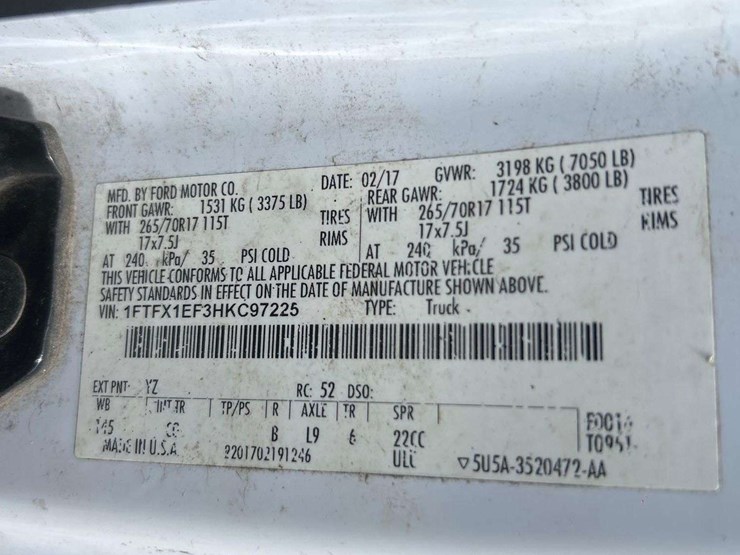 MFD. BY FORD MOTOR CO. DATE: 02/17 GVWR: 3198 KG ( 7050 LB)
FRONT GAWR: 1531 KG ( 3375 LB) REAR GAWR: 1724 KG ( 3800 LB)
WITH 265/70R17 115T TIRES WITH 265/70R17 115T TIRES
17x7.5J RIMS 17x7.5J RIMS
AT 240 kPa/ 35 PSI COLD AT 240 kPa/ 35 PSI COLD
THIS VEHICLE CONFORMS TO ALL APPLICABLE FEDERAL MOTOR VEHICLE
SAFETY STANDARDS IN EFFECT ON THE DATE OF MANUFACTURE SHOWN ABOVE.
VIN: 1FTFX1EF3HKC97225 TYPE: Truck
EXT PNT: YZ RC: 52 DSO:
WB INT TR TP/PS R AXLE TR SPR
145 B L9 6 22CC
MADE IN U.S.A. ULL
5U5A-3520472-AA